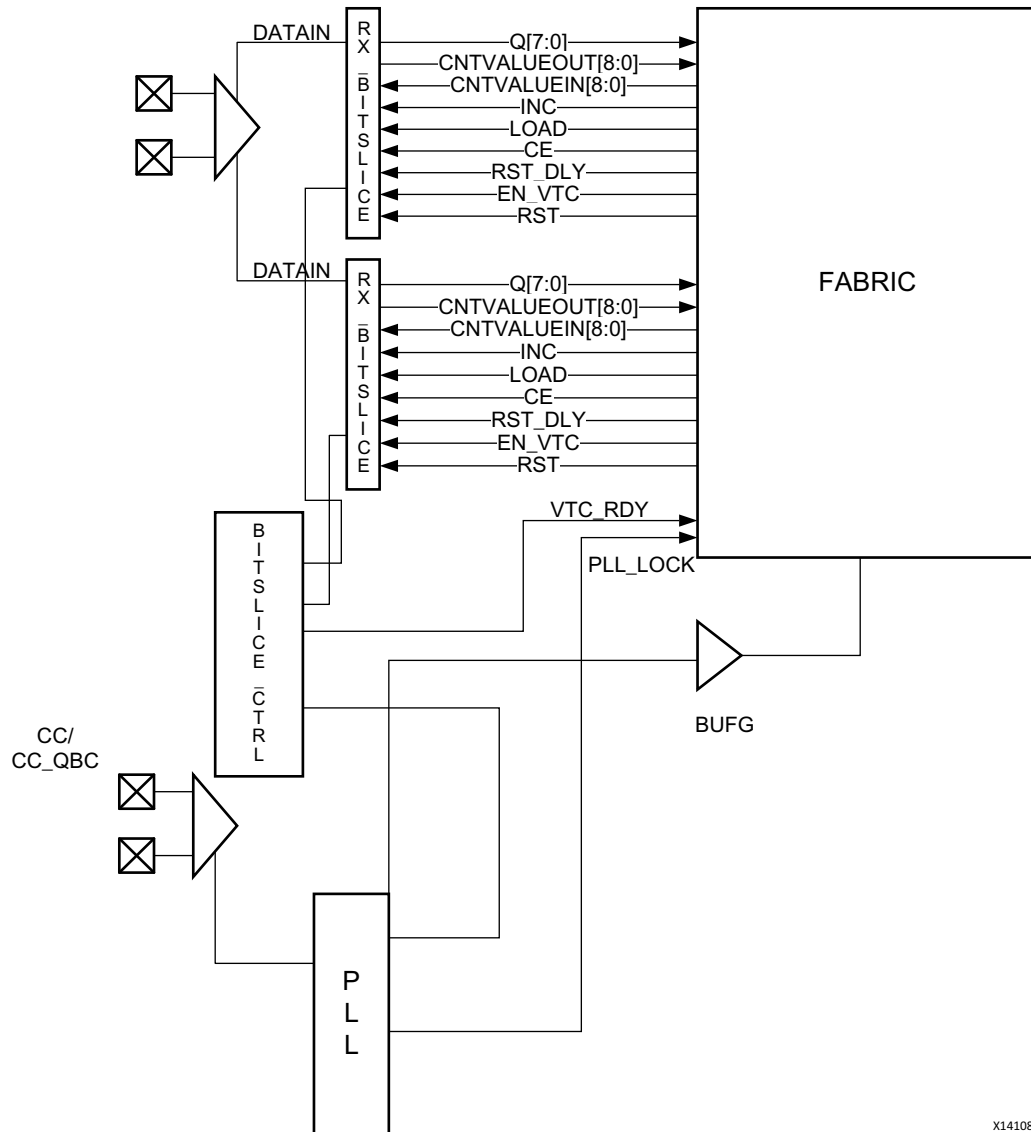 DATAIN
RX_BITSLICE
Q[7:0]
CNTVALUEOUT[8:0]
CNTVALUEIN[8:0]
INC
LOAD
CE
RST_DLY
EN_VTC
RST
DATAIN
RX_BITSLICE
Q[7:0]
CNTVALUEOUT[8:0]
CNTVALUEIN[8:0]
INC
LOAD
CE
RST_DLY
EN_VTC
RST
FABRIC
VTC_RDY
PLL_LOCK
BITSLICE_CTRL
BUFG
CC/
CC_QBC
PLL
X14108